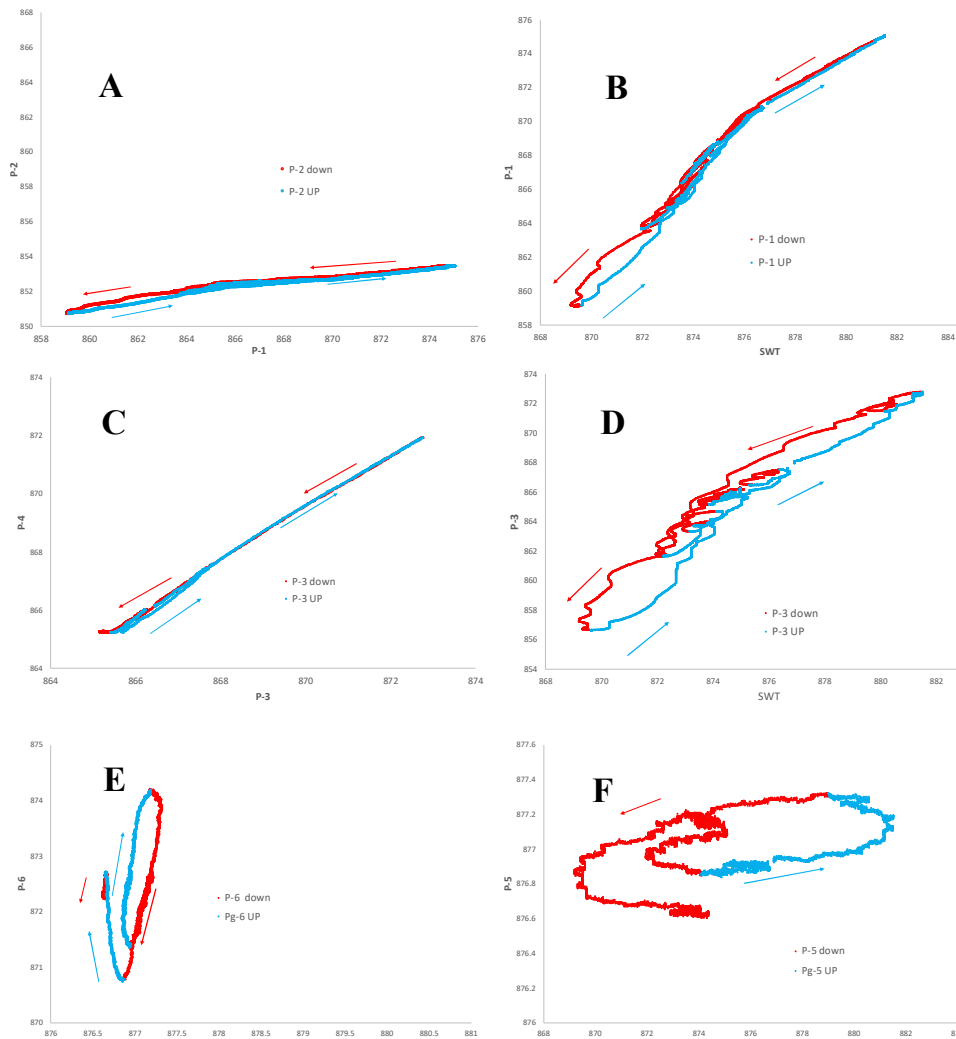 A
868
866
864
862
860
858
856
854
852
850
P-2
P-2 down
P-2 UP
858 860 862 864 866 868 870 872 874 876
P-1
B
876
874
872
870
868
866
864
862
860
858
P-1
P-1 down
P-1 UP
868 870 872 874 876 878 880 882 884
SWT
C
874
872
870
868
866
864
P-4
P-3 down
P-3 UP
864 866 868 870 872 874
P-3
D
874
872
870
868
866
864
862
860
858
856
854
P-3
P-3 down
P-3 UP
868 870 872 874 876 878 880 882
SWT
E
875
874
873
872
871
870
P-6
P-6 down
Pg-6 UP
876 876.5 877 877.5 878 878.5 879 879.5 880 880.5 881
F
877.6
877.4
877.2
877
876.8
876.6
876.4
876.2
876
P-5
P-5 down
Pg-5 UP
868 870 872 874 876 878 880 882